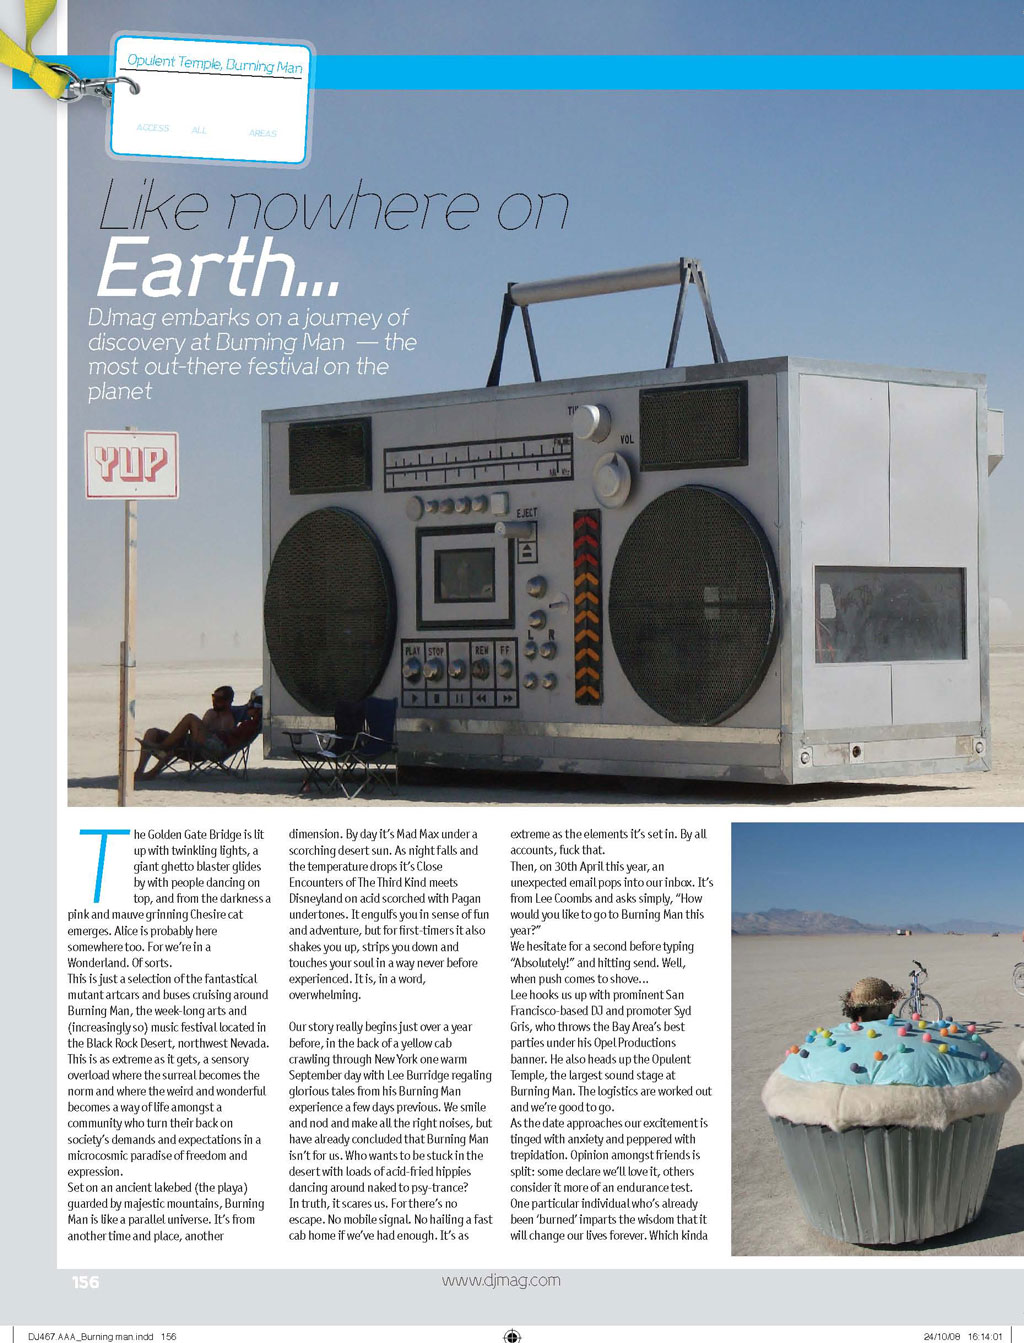 Opulent Temple, Burning Man
ACCESS ALL AREAS
Like nowhere on
Earth...
DJmag embarks on a journey of
discovery at Burning Man — the
most out-there festival on the
planet
YUP
VOL
EJECT
L R
PLAY STOP REW FF
The Golden Gate Bridge is lit
up with twinkling lights, a
giant ghetto blaster glides
by with people dancing on
top, and from the darkness a
pink and mauve grinning Chesire cat
emerges. Alice is probably here
somewhere too. For we're in a
Wonderland. Of sorts.
This is just a selection of the fantastical
mutant artcars and buses cruising around
Burning Man, the week-long arts and
(increasingly so) music festival located in
the Black Rock Desert, northwest Nevada.
This is as extreme as it gets, a sensory
overload where the surreal becomes the
norm and where the weird and wonderful
becomes a way of life amongst a
community who turn their back on
society's demands and expectations in a
microcosmic paradise of freedom and
expression.
Set on an ancient lakebed (the playa)
guarded by majestic mountains, Burning
Man is like a parallel universe. It's from
another time and place, another
dimension. By day it's Mad Max under a
scorching desert sun. As night falls and
the temperature drops it's Close
Encounters of The Third Kind meets
Disneyland on acid scorched with Pagan
undertones. It engulfs you in sense of fun
and adventure, but for first-timers it also
shakes you up, strips you down and
touches your soul in a way never before
experienced. It is, in a word,
overwhelming.
Our story really begins just over a year
before, in the back of a yellow cab
crawling through New York one warm
September day with Lee Burridge regaling
glorious tales from his Burning Man
experience a few days previous. We smile
and nod and make all the right noises, but
have already concluded that Burning Man
isn't for us. Who wants to be stuck in the
desert with loads of acid-fried hippies
dancing around naked to psy-trance?
In truth, it scares us. For there's no
escape. No mobile signal. No hailing a fast
cab home if we've had enough. It's as
extreme as the elements it's set in. By all
accounts, fuck that.
Then, on 30th April this year, an
unexpected email pops into our inbox. It's
from Lee Coombs and asks simply, "How
would you like to go to Burning Man this
year?"
We hesitate for a second before typing
"Absolutely!" and hitting send. Well,
when push comes to shove...
Lee hooks us up with prominent San
Francisco-based DJ and promoter Syd
Gris, who throws the Bay Area's best
parties under his Opel Productions
banner. He also heads up the Opulent
Temple, the largest sound stage at
Burning Man. The logistics are worked out
and we're good to go.
As the date approaches our excitement is
tinged with anxiety and peppered with
trepidation. Opinion amongst friends is
split: some declare we'll love it, others
consider it more of an endurance test.
One particular individual who's already
been 'burned' imparts the wisdom that it
will change our lives forever. Which kinda
156
www.djmag.com
DJ467.AAA_Burning man.indd 156
24/10/08 16:14:01